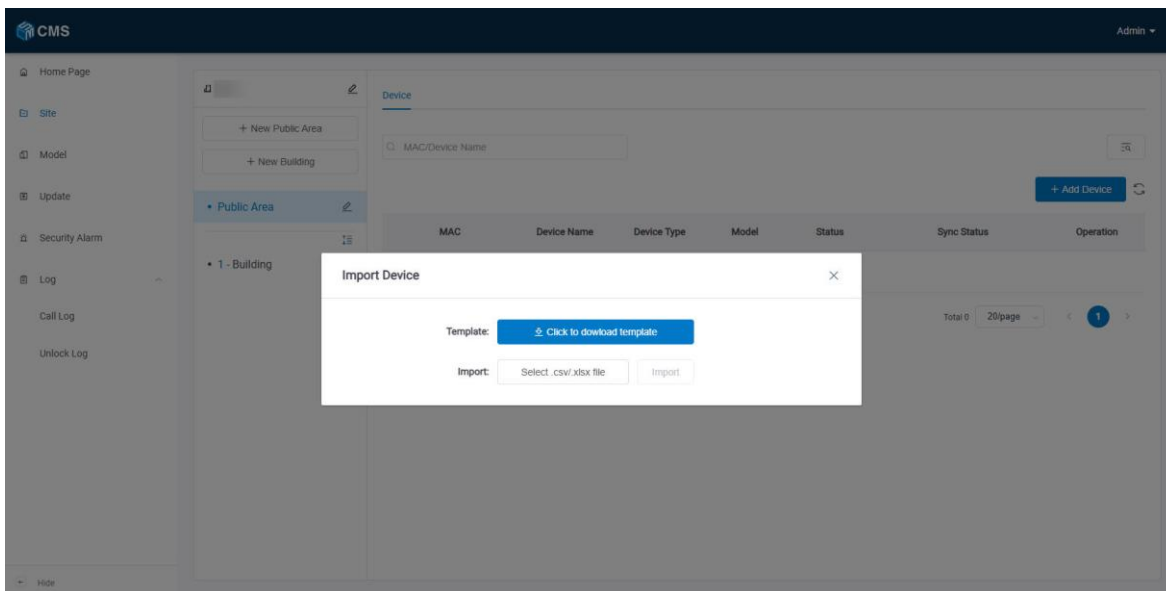 CMS
Admin
Home Page
Site
Model
Update
Security Alarm
Log
Call Log
Unlock Log
Hide
+ New Public Area
+ New Building
Public Area
1 - Building
Device
MAC/Device Name
+ Add Device
MAC Device Name Device Type Model Status Sync Status Operation
Total 0 20/page 1
Import Device
Template: Click to dowload template
Import: Select .csv/.xlsx file Import